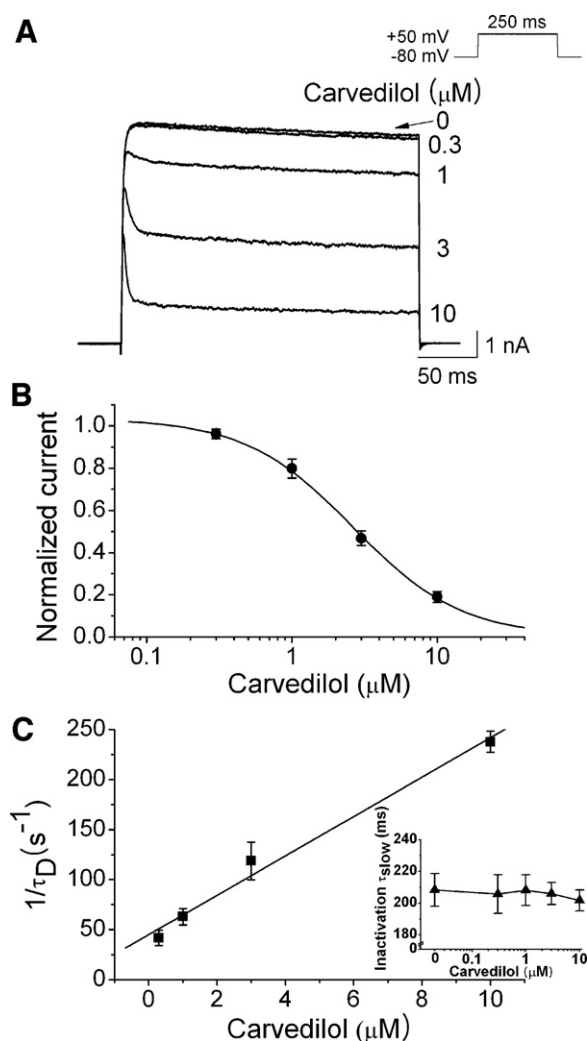 A
250 ms
+50 mV
-80 mV
Carvedilol (μM)
0
0.3
1
3
10
1 nA
50 ms
B
Normalized current
1.0
0.8
0.6
0.4
0.2
0.0
0.1 1 10
Carvedilol (μM)
C
1/τD(s-1)
250
200
150
100
50
0
0 2 4 6 8 10
Carvedilol (μM)
Inactivation τslow (ms)
240
220
210
200
180
0
0 0.1 1 10
Carvedilol (μM)